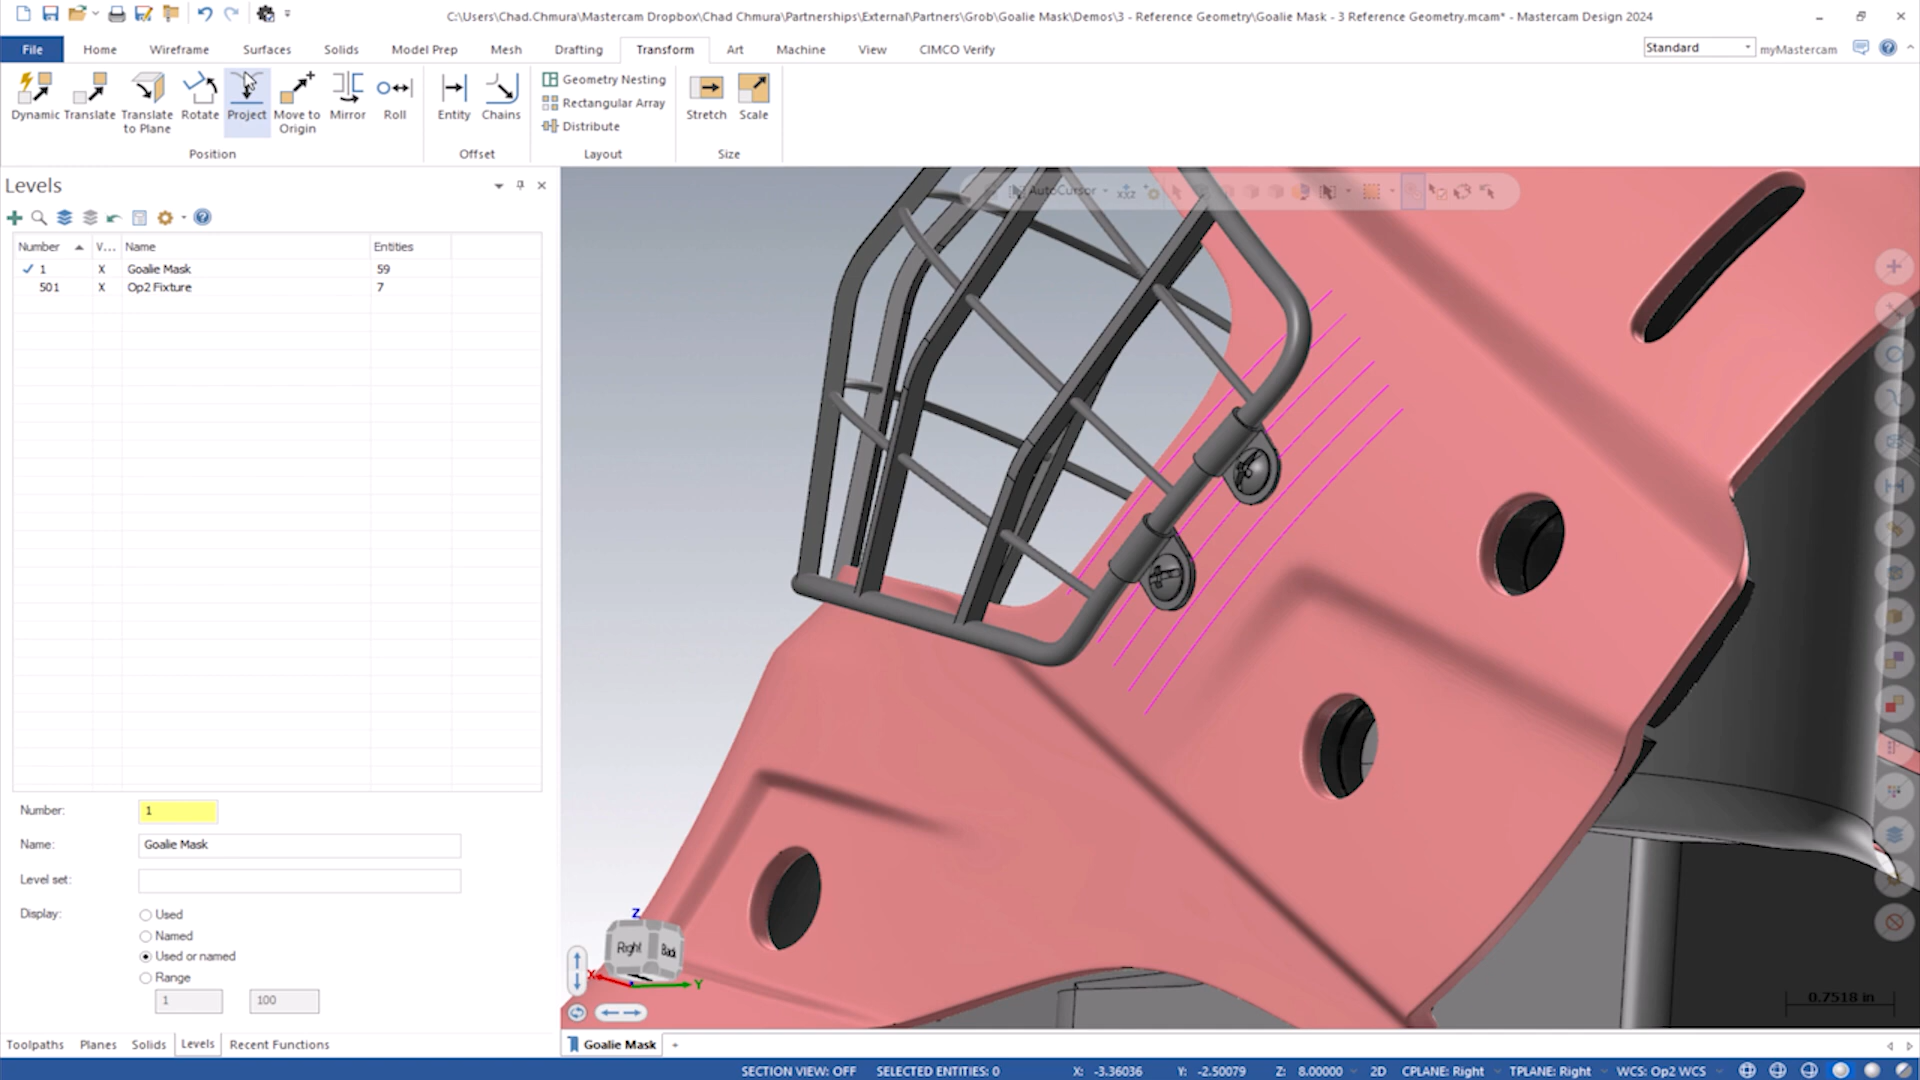 C:\Users\Chad.Chmura\Mastercam Dropbox\Chad Chmura\Partnerships\External\Partners\Grob\Goalie Mask\Demos\3 - Reference Geometry\Goalie Mask - 3 Reference Geometry.mcam* - Mastercam Design 2024
File Home Wireframe Surfaces Solids Model Prep Mesh Drafting Transform Art Machine View CIMCO Verify Standard myMastercam
Dynamic Translate Translate to Plane Rotate Project Move to Origin Mirror Roll
Position
Entity Chains
Offset
Geometry Nesting
Rectangular Array
Distribute
Layout
Stretch Scale
Size
Levels
Number V... Name Entities
1 X Goalie Mask 59
501 X Op2 Fixture 7
Number: 1
Name: Goalie Mask
Level set:
Display: Used
Named
Used or named
Range
1 100
Toolpaths Planes Solids Levels Recent Functions
AutoCursor
Z
Right Back
X Y
0.7518 in
Goalie Mask +
SECTION VIEW: OFF SELECTED ENTITIES: 0 X: -3.36036 Y: -2.50079 Z: 8.00000 2D CPLANE: Right TPLANE: Right WCS: Op2 WCS